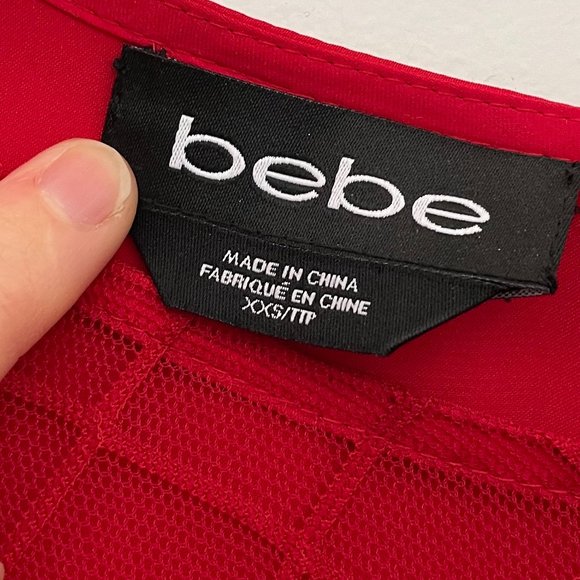 bebe
MADE IN CHINA
FABRIQUÉ EN CHINE
XXS/TTP